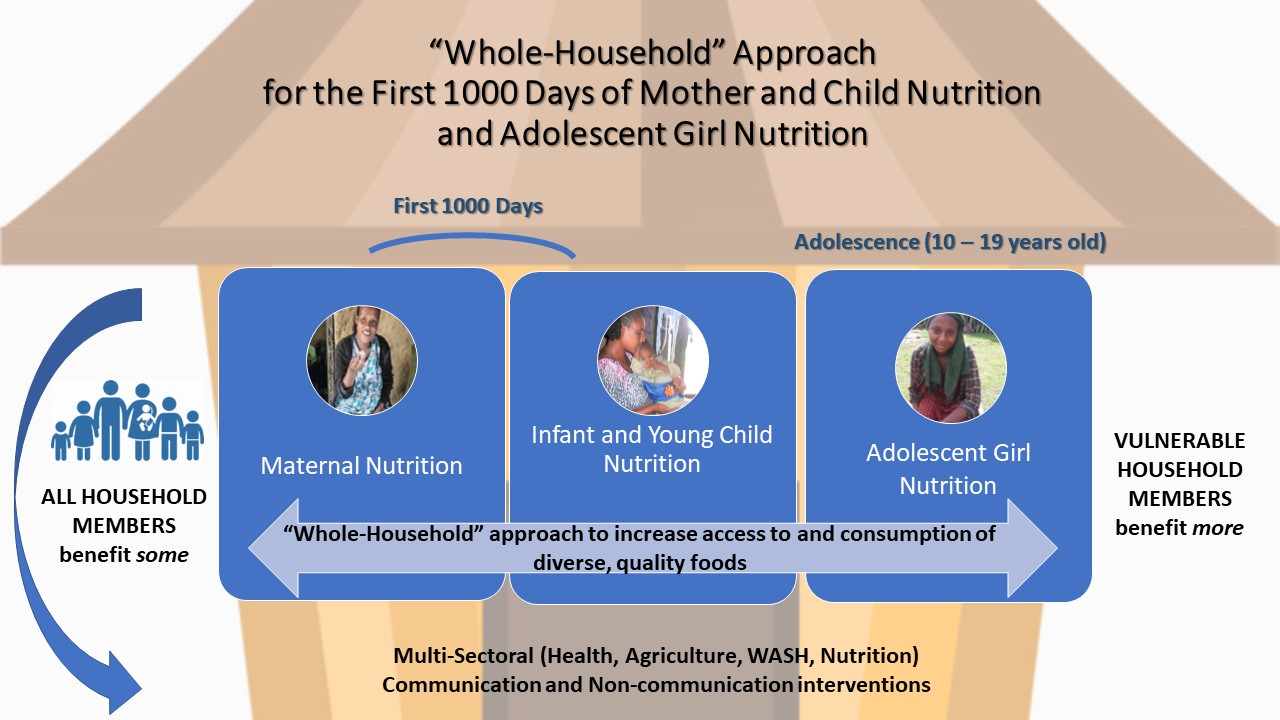 “Whole-Household” Approach
for the First 1000 Days of Mother and Child Nutrition
and Adolescent Girl Nutrition
First 1000 Days
Adolescence (10 – 19 years old)
Maternal Nutrition
Infant and Young Child
Nutrition
Adolescent Girl
Nutrition
ALL HOUSEHOLD
MEMBERS
benefit some
VULNERABLE
HOUSEHOLD
MEMBERS
benefit more
“Whole-Household” approach to increase access to and consumption of
diverse, quality foods
Multi-Sectoral (Health, Agriculture, WASH, Nutrition)
Communication and Non-communication interventions